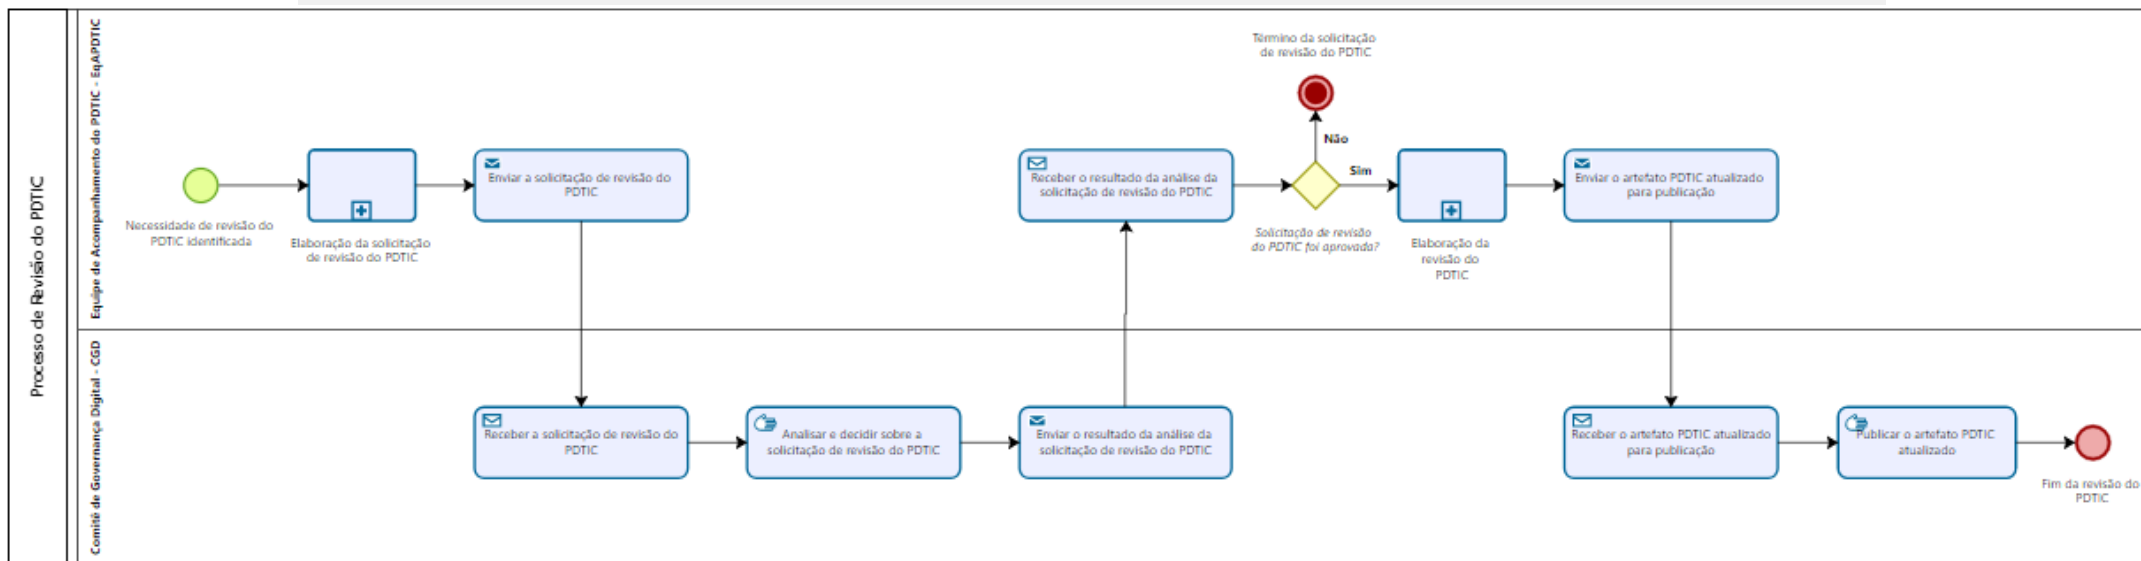 Processo de Revisão do PDTIC
Equipe de Acompanhamento do PDTIC - EqAPDTIC
Necessidade de revisão do
PDTIC identificada
Elaboração da solicitação
de revisão do PDTIC
Enviar a solicitação de revisão do
PDTIC
Receber o resultado da análise da
solicitação de revisão do PDTIC
Término da solicitação
de revisão do PDTIC
Não
Sim
Solicitação de revisão
do PDTIC foi aprovada?
Elaboração da
revisão do
PDTIC
Enviar o artefato PDTIC atualizado
para publicação
Comitê de Governança Digital - CGD
Receber a solicitação de revisão do
PDTIC
Analisar e decidir sobre a
solicitação de revisão do PDTIC
Enviar o resultado da análise da
solicitação de revisão do PDTIC
Receber o artefato PDTIC atualizado
para publicação
Publicar o artefato PDTIC
atualizado
Fim da revisão do
PDTIC